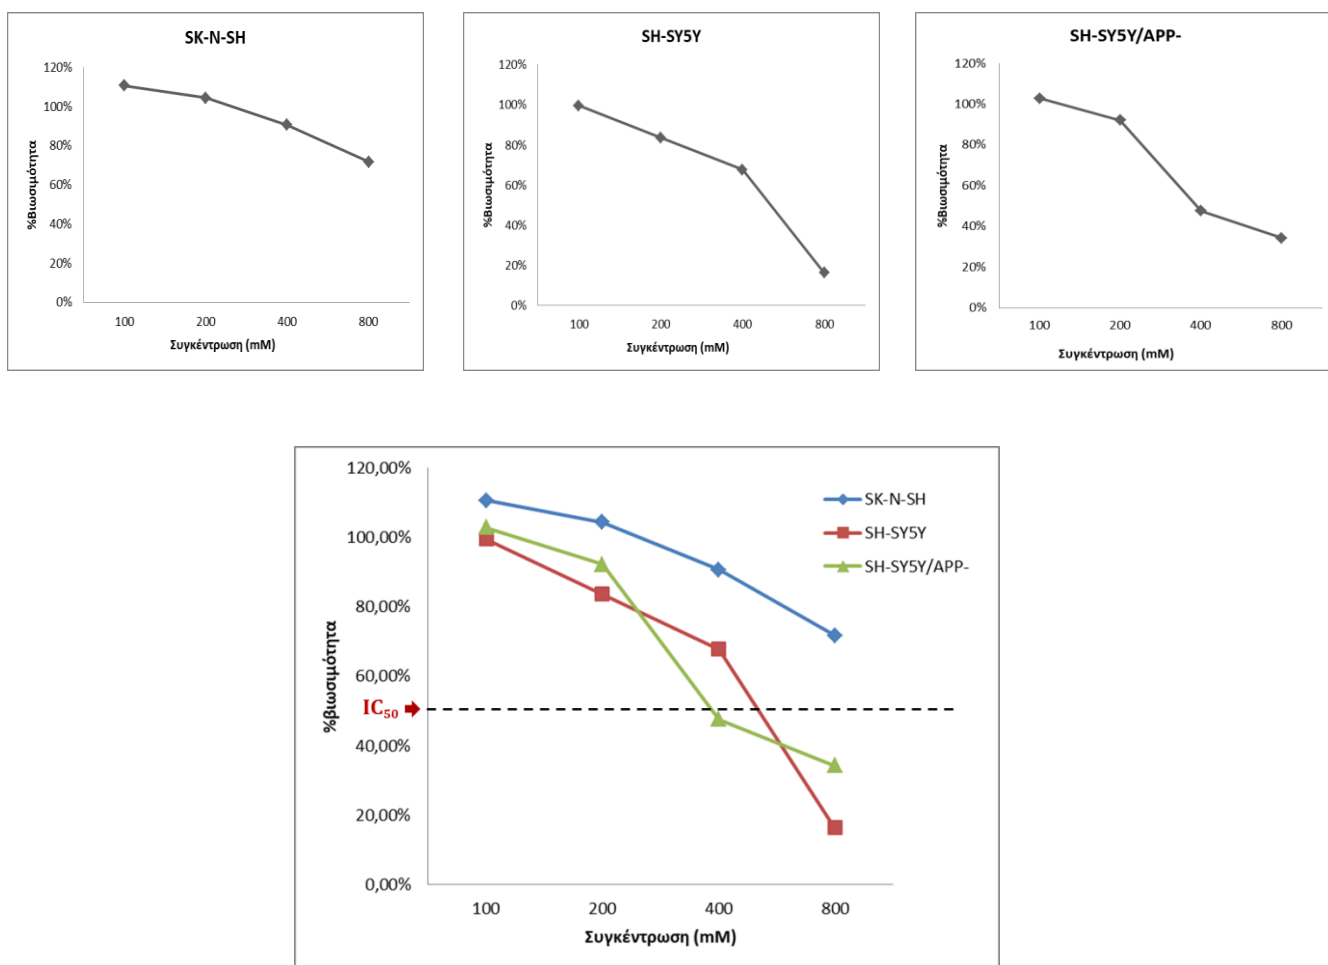 SK-N-SH
120%
100%
80%
60%
40%
20%
0%
%Βιωσιμότητα
100 200 400 800
Συγκέντρωση (mM)
SH-SY5Y
120%
100%
80%
60%
40%
20%
0%
%Βιωσιμότητα
100 200 400 800
Συγκέντρωση (mM)
SH-SY5Y/APP-
120%
100%
80%
60%
40%
20%
0%
%Βιωσιμότητα
100 200 400 800
Συγκέντρωση (mM)
120,00%
100,00%
80,00%
60,00%
IC₅₀
40,00%
20,00%
0,00%
%βιωσιμότητα
100 200 400 800
Συγκέντρωση (mM)
SK-N-SH
SH-SY5Y
SH-SY5Y/APP-